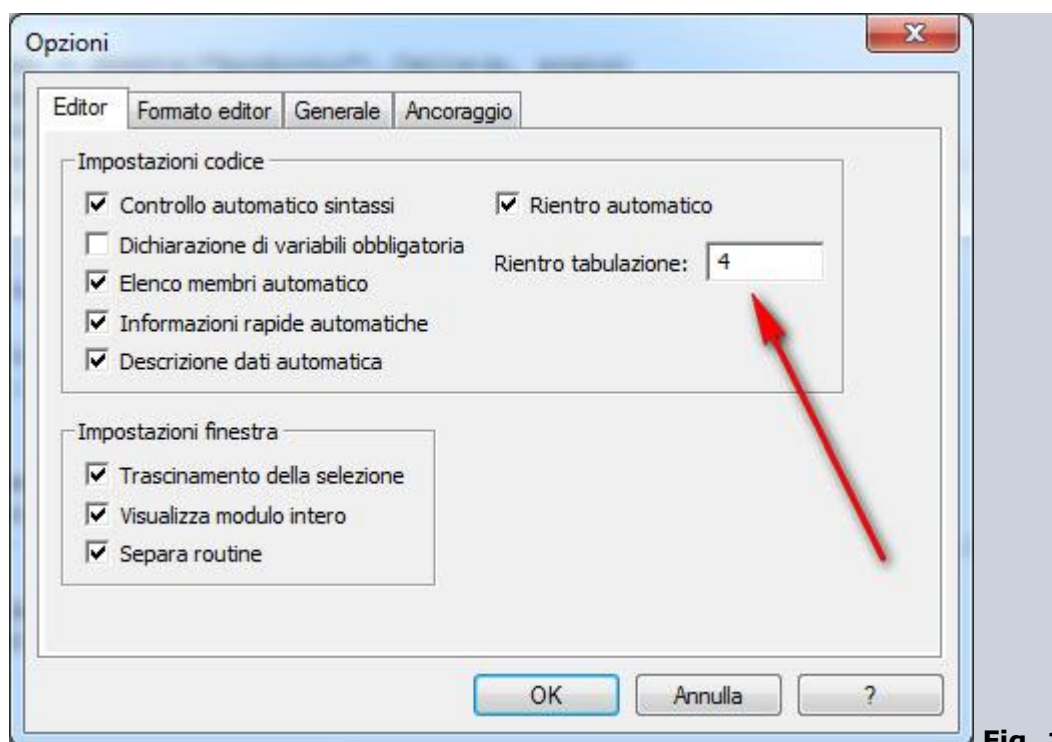 Opzioni
Editor Formato editor Generale Ancoraggio
Impostazioni codice
Controllo automatico sintassi
Rientro automatico
Dichiarazione di variabili obbligatoria
Rientro tabulazione: 4
Elenco membri automatico
Informazioni rapide automatiche
Descrizione dati automatica
Impostazioni finestra
Trascinamento della selezione
Visualizza modulo intero
Separa routine
OK Annulla ?
Fig.